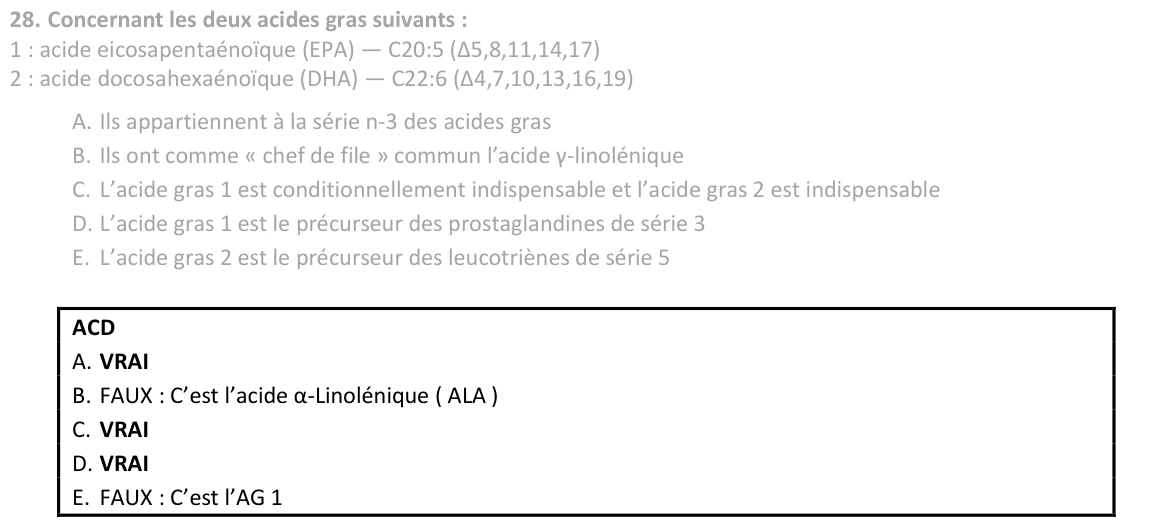 28. Concernant les deux acides gras suivants :
1 : acide eicosapentaénoïque (EPA) — C20:5 (Δ5,8,11,14,17)
2 : acide docosahexaénoïque (DHA) — C22:6 (Δ4,7,10,13,16,19)
A. Ils appartiennent à la série n-3 des acides gras
B. Ils ont comme « chef de file » commun l’acide γ-linolénique
C. L’acide gras 1 est conditionnellement indispensable et l’acide gras 2 est indispensable
D. L’acide gras 1 est le précurseur des prostaglandines de série 3
E. L’acide gras 2 est le précurseur des leucotriènes de série 5
ACD
A. VRAI
B. FAUX : C’est l’acide α-Linolénique ( ALA )
C. VRAI
D. VRAI
E. FAUX : C’est l’AG 1